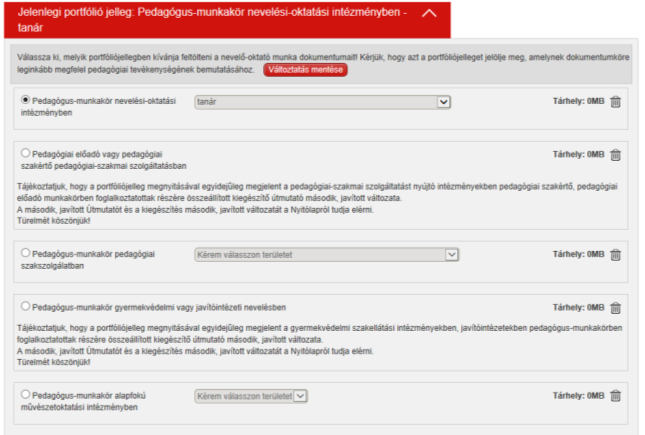 Jelenlegi portfólió jelleg: Pedagógus-munkakör nevelési-oktatási intézményben -
tanár
Válassza ki, melyik portfóliójellegben kívánja feltölteni a nevelő-oktató munka dokumentumait! Kérjük, hogy azt a portfóliójelleget jelölje meg, amelynek dokumentumköre
leginkább megfelel pedagógiai tevékenységének bemutatásához. Változtatás mentése
Pedagógus-munkakör nevelési-oktatási
intézményben
tanár
Tárhely: 0MB
Pedagógiai előadó vagy pedagógiai
szakértő pedagógiai-szakmai szolgáltatásban
Tárhely: 0MB
Tájékoztatjuk, hogy a portfóliójelleg megnyitásával egyidejűleg megjelent a pedagógiai-szakmai szolgáltatást nyújtó intézményekben pedagógiai szakértő, pedagógiai
előadó munkakörben foglalkoztatottak részére összeállított kiegészítő útmutató második, javított változata.
A második, javított Útmutatót és a kiegészítés második, javított változatát a Nyitólapról tudja elérni.
Türelmét köszönjük!
Pedagógus-munkakör pedagógiai
szakszolgálatban
Kérem válasszon területet
Tárhely: 0MB
Pedagógus-munkakör gyermekvédelmi vagy javítóintézeti nevelésben
Tárhely: 0MB
Tájékoztatjuk, hogy a portfóliójelleg megnyitásával egyidejűleg megjelent a gyermekvédelmi szakellátási intézményekben, javítóintézetekben pedagógus-munkakörben
foglalkoztatottak részére összeállított kiegészítő útmutató második, javított változata.
A második, javított Útmutatót és a kiegészítés második, javított változatát a Nyitólapról tudja elérni.
Türelmét köszönjük!
Pedagógus-munkakör alapfokú
művészetoktatási intézményben
Kérem válasszon területet
Tárhely: 0MB